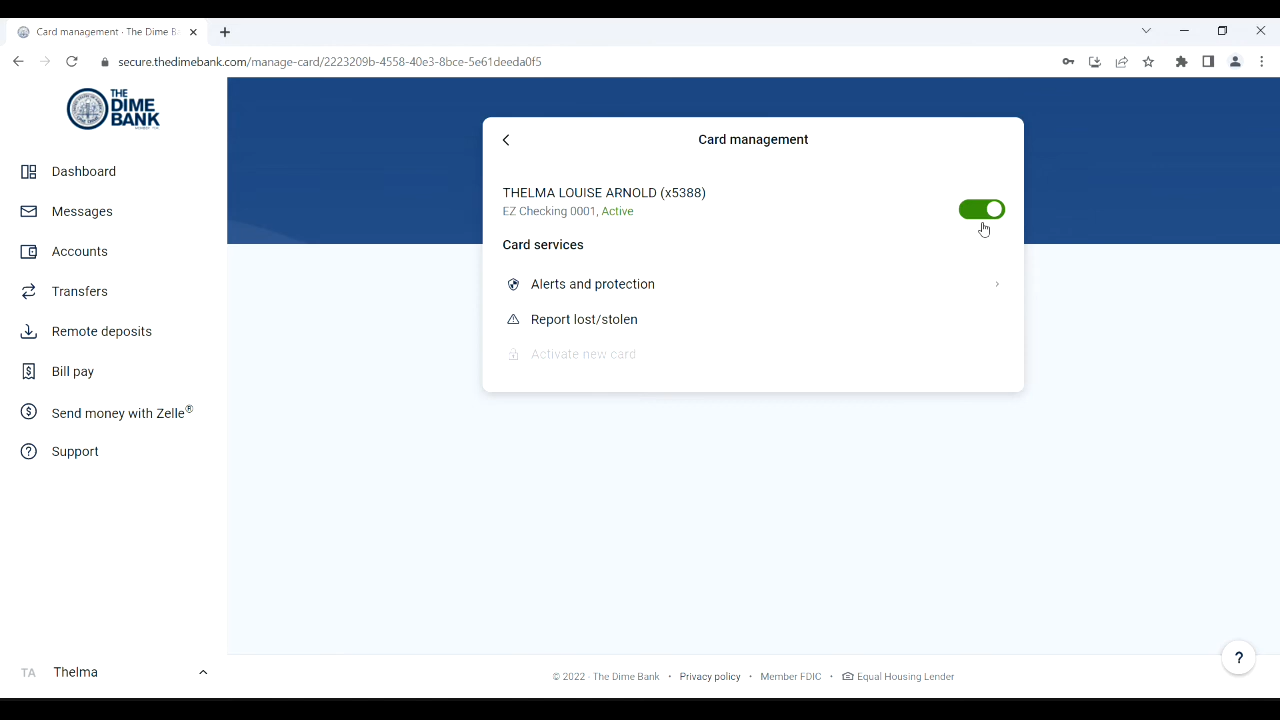 Card management · The Dime B
secure.thedimebank.com/manage-card/2223209b-4558-40e3-8bce-5e61deeda0f5
THE
DIME
BANK
Dashboard
Messages
Accounts
Transfers
Remote deposits
Bill pay
Send money with Zelle®
Support
TA Thelma
Card management
THELMA LOUISE ARNOLD (x5388)
EZ Checking 0001, Active
Card services
Alerts and protection
Report lost/stolen
Activate new card
?
© 2022 · The Dime Bank • Privacy policy • Member FDIC • Equal Housing Lender